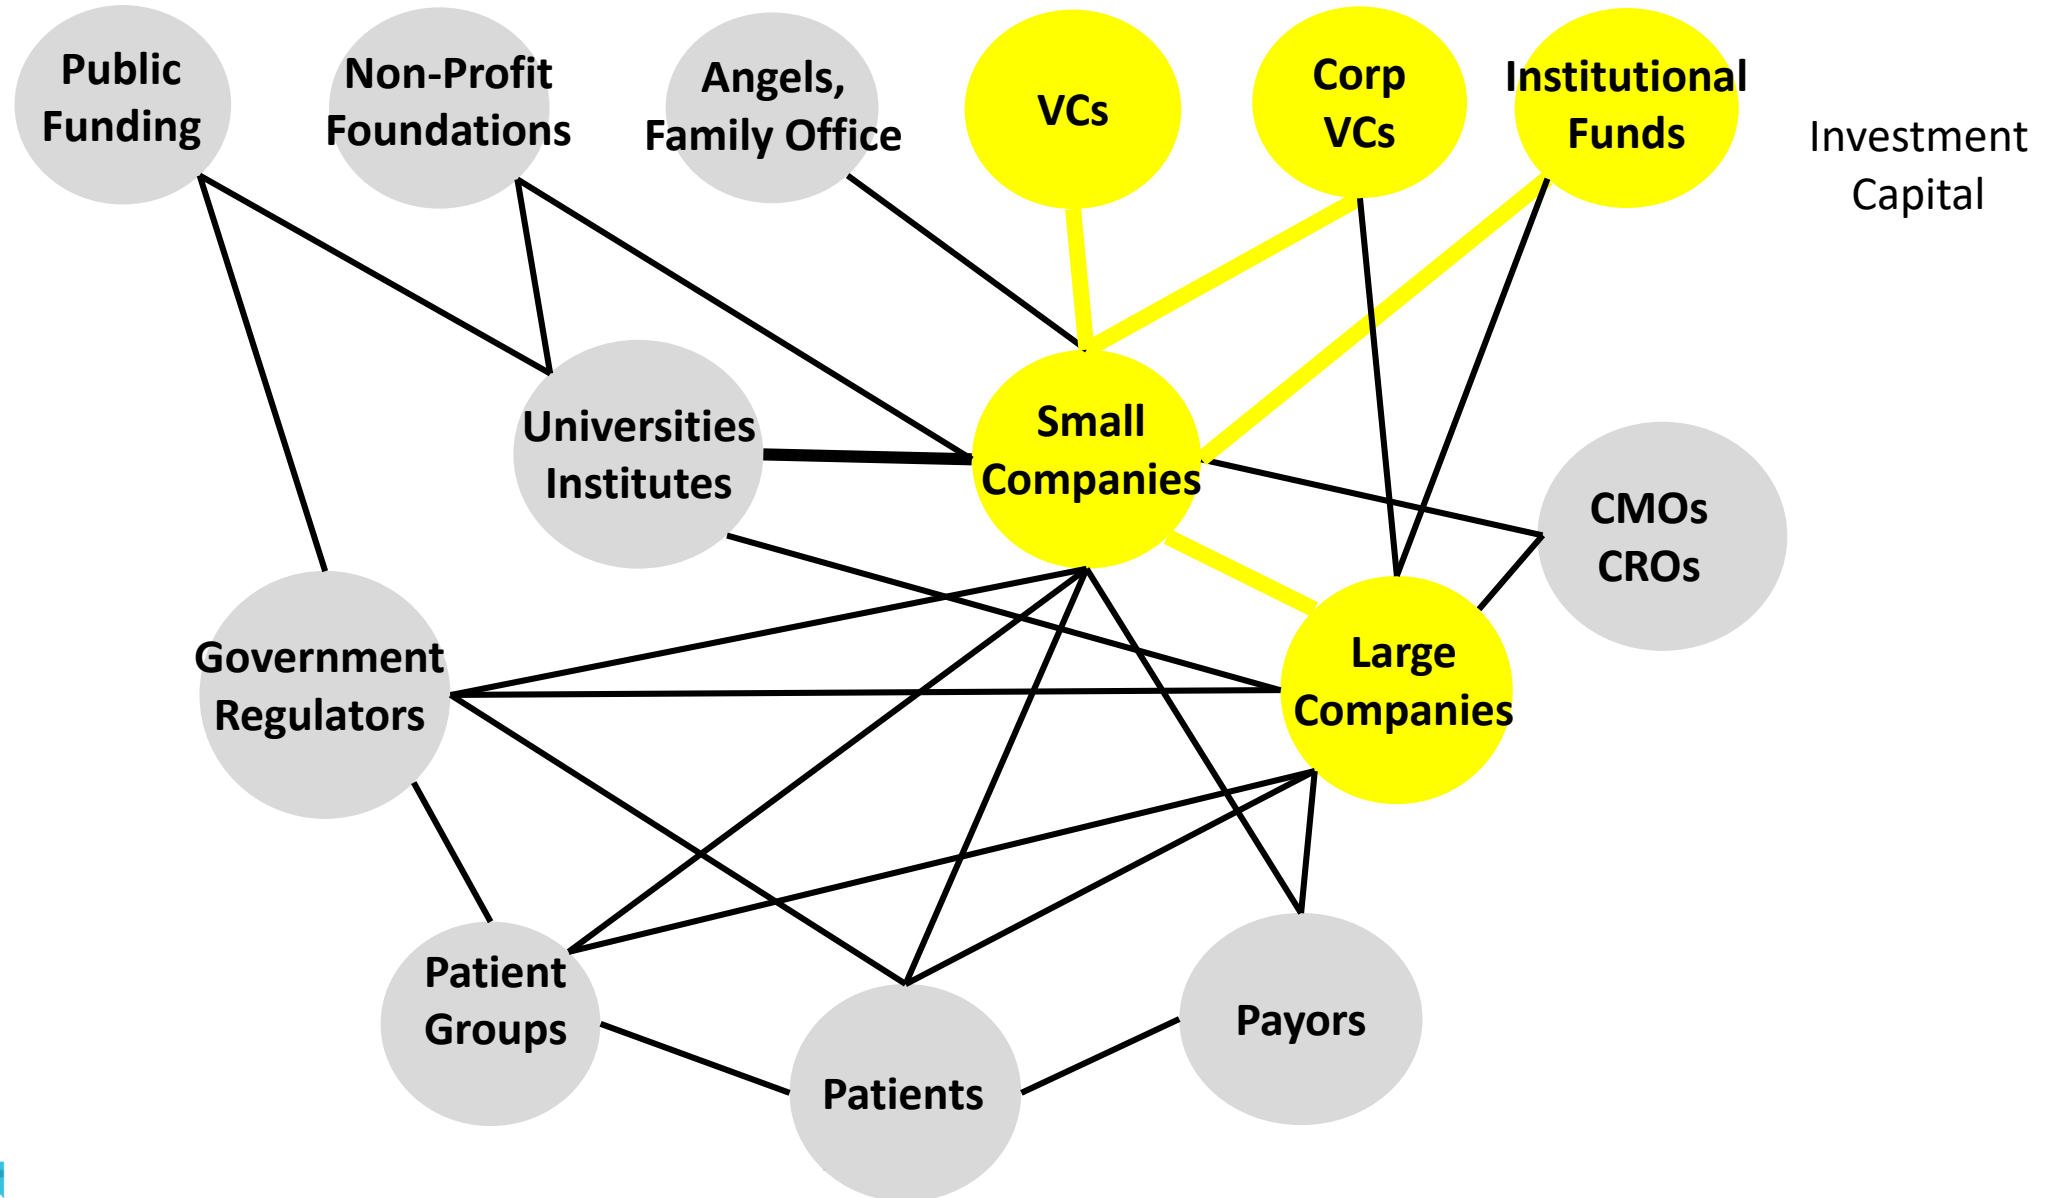 Public
Funding
Non-Profit
Foundations
Angels,
Family Office
VCs
Corp
VCs
Institutional
Funds
Investment
Capital
Universities
Institutes
Small
Companies
CMOs
CROs
Government
Regulators
Large
Companies
Patient
Groups
Patients
Payors